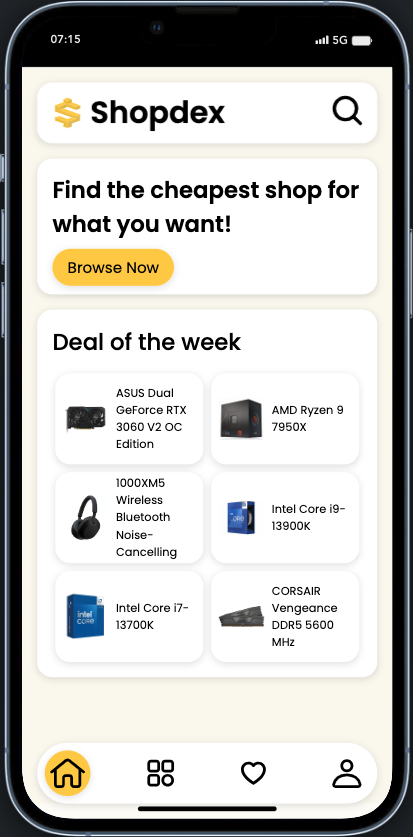 07:15
5G
Shopdex
Find the cheapest shop for
what you want!
Browse Now
Deal of the week
ASUS Dual
GeForce RTX
3060 V2 OC
Edition
AMD Ryzen 9
7950X
1000XM5
Wireless
Bluetooth
Noise-
Cancelling
Intel Core i9-
13900K
intel
CORE
Intel Core i7-
13700K
CORSAIR
Vengeance
DDR5 5600
MHz